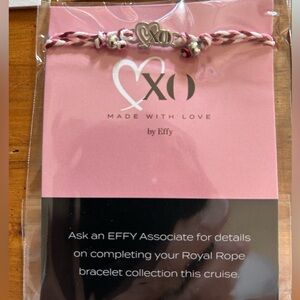 XO
XO
MADE WITH LOVE
by Effy
Ask an EFFY Associate for details
on completing your Royal Rope
bracelet collection this cruise.